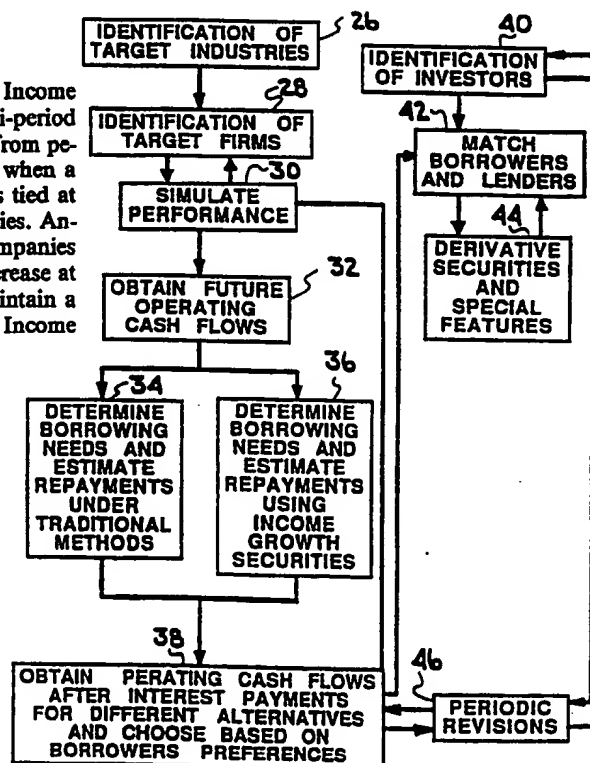 Income
i-period
from pe-
when a
s tied at
ies. An-
mpanies
crease at
intain a
Income
26
IDENTIFICATION OF
TARGET INDUSTRIES
28
IDENTIFICATION OF
TARGET FIRMS
30
SIMULATE
PERFORMANCE
32
OBTAIN FUTURE
OPERATING
CASH FLOWS
34
DETERMINE
BORROWING
NEEDS AND
ESTIMATE
REPAYMENTS
UNDER
TRADITIONAL
METHODS
36
DETERMINE
BORROWING
NEEDS AND
ESTIMATE
REPAYMENTS
USING
INCOME
GROWTH
SECURITIES
38
OBTAIN PERATING CASH FLOWS
AFTER INTEREST PAYMENTS
FOR DIFFERENT ALTERNATIVES
AND CHOOSE BASED ON
BORROWERS PREFERENCES
40
IDENTIFICATION
OF INVESTORS
42
MATCH
BORROWERS
AND LENDERS
44
DERIVATIVE
SECURITIES
AND
SPECIAL
FEATURES
46
PERIODIC
REVISIONS